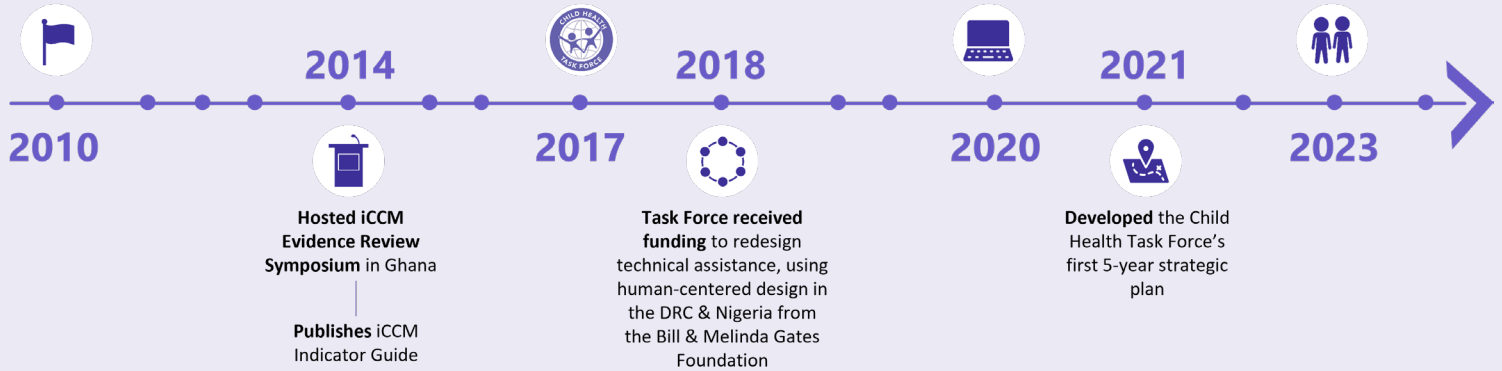 CHILD HEALTH
TASK FORCE
2014
2018
2021
2010
2017
2020
2023
Hosted iCCM
Evidence Review
Symposium in Ghana
Publishes iCCM
Indicator Guide
Task Force received
funding to redesign
technical assistance, using
human-centered design in
the DRC & Nigeria from
the Bill & Melinda Gates
Foundation
Developed the Child
Health Task Force’s
first 5-year strategic
plan